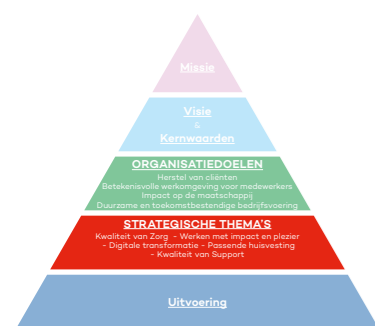 Missie
Visie
&
Kernwaarden
ORGANISATIEDOELEN
Herstel van cliënten
Betekenisvolle werkomgeving voor medewerkers
Impact op de maatschappij
Duurzame en toekomstbestendige bedrijfsvoering
STRATEGISCHE THEMA'S
Kwaliteit van Zorg - Werken met impact en plezier
- Digitale transformatie - Passende huisvesting
- Kwaliteit van Support
Uitvoering